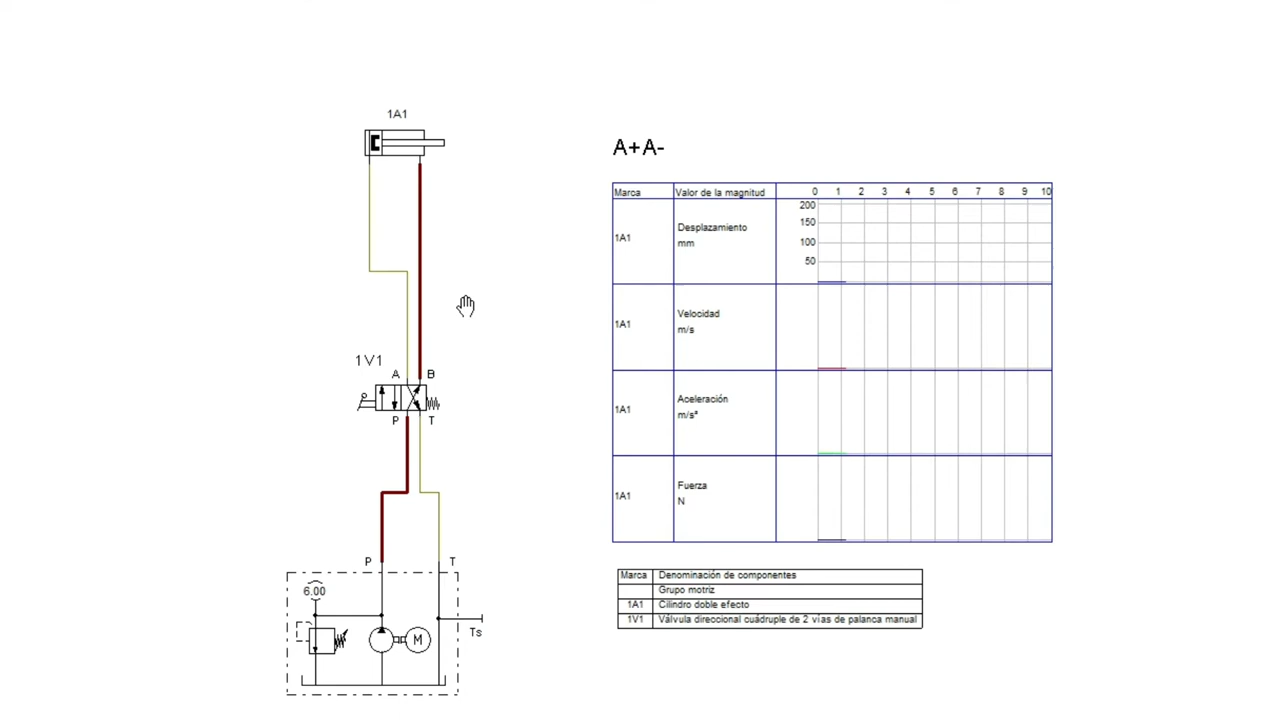 1A1
A+A-
Marca Valor de la magnitud 0 1 2 3 4 5 6 7 8 9 10
1A1 Desplazamiento mm 200 150 100 50
1A1 Velocidad m/s
1A1 Aceleración m/s²
1A1 Fuerza N
1V1
A B
P T
P T
6.00
M
Ts
Marca Denominación de componentes
Grupo motriz
1A1 Cilindro doble efecto
1V1 Válvula direccional cuádruple de 2 vías de palanca manual